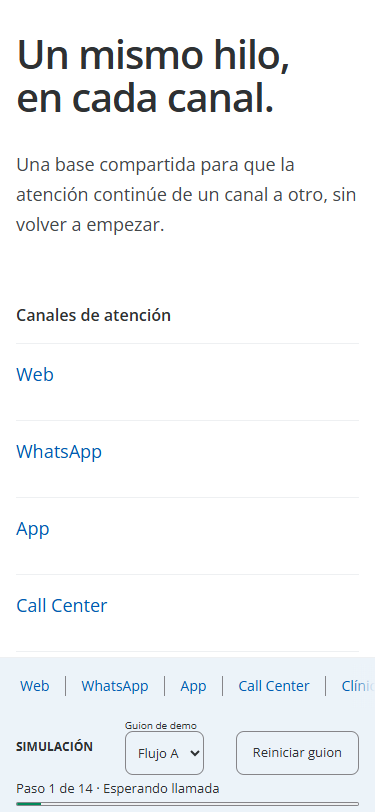 Un mismo hilo,
en cada canal.
Una base compartida para que la
atención continúe de un canal a otro, sin
volver a empezar.
Canales de atención
Web
WhatsApp
App
Call Center
Web
WhatsApp
App
Call Center
Guion de demo
SIMULACIÓN
Flujo A
Reiniciar guion
Paso 1 de 14 · Esperando llamada